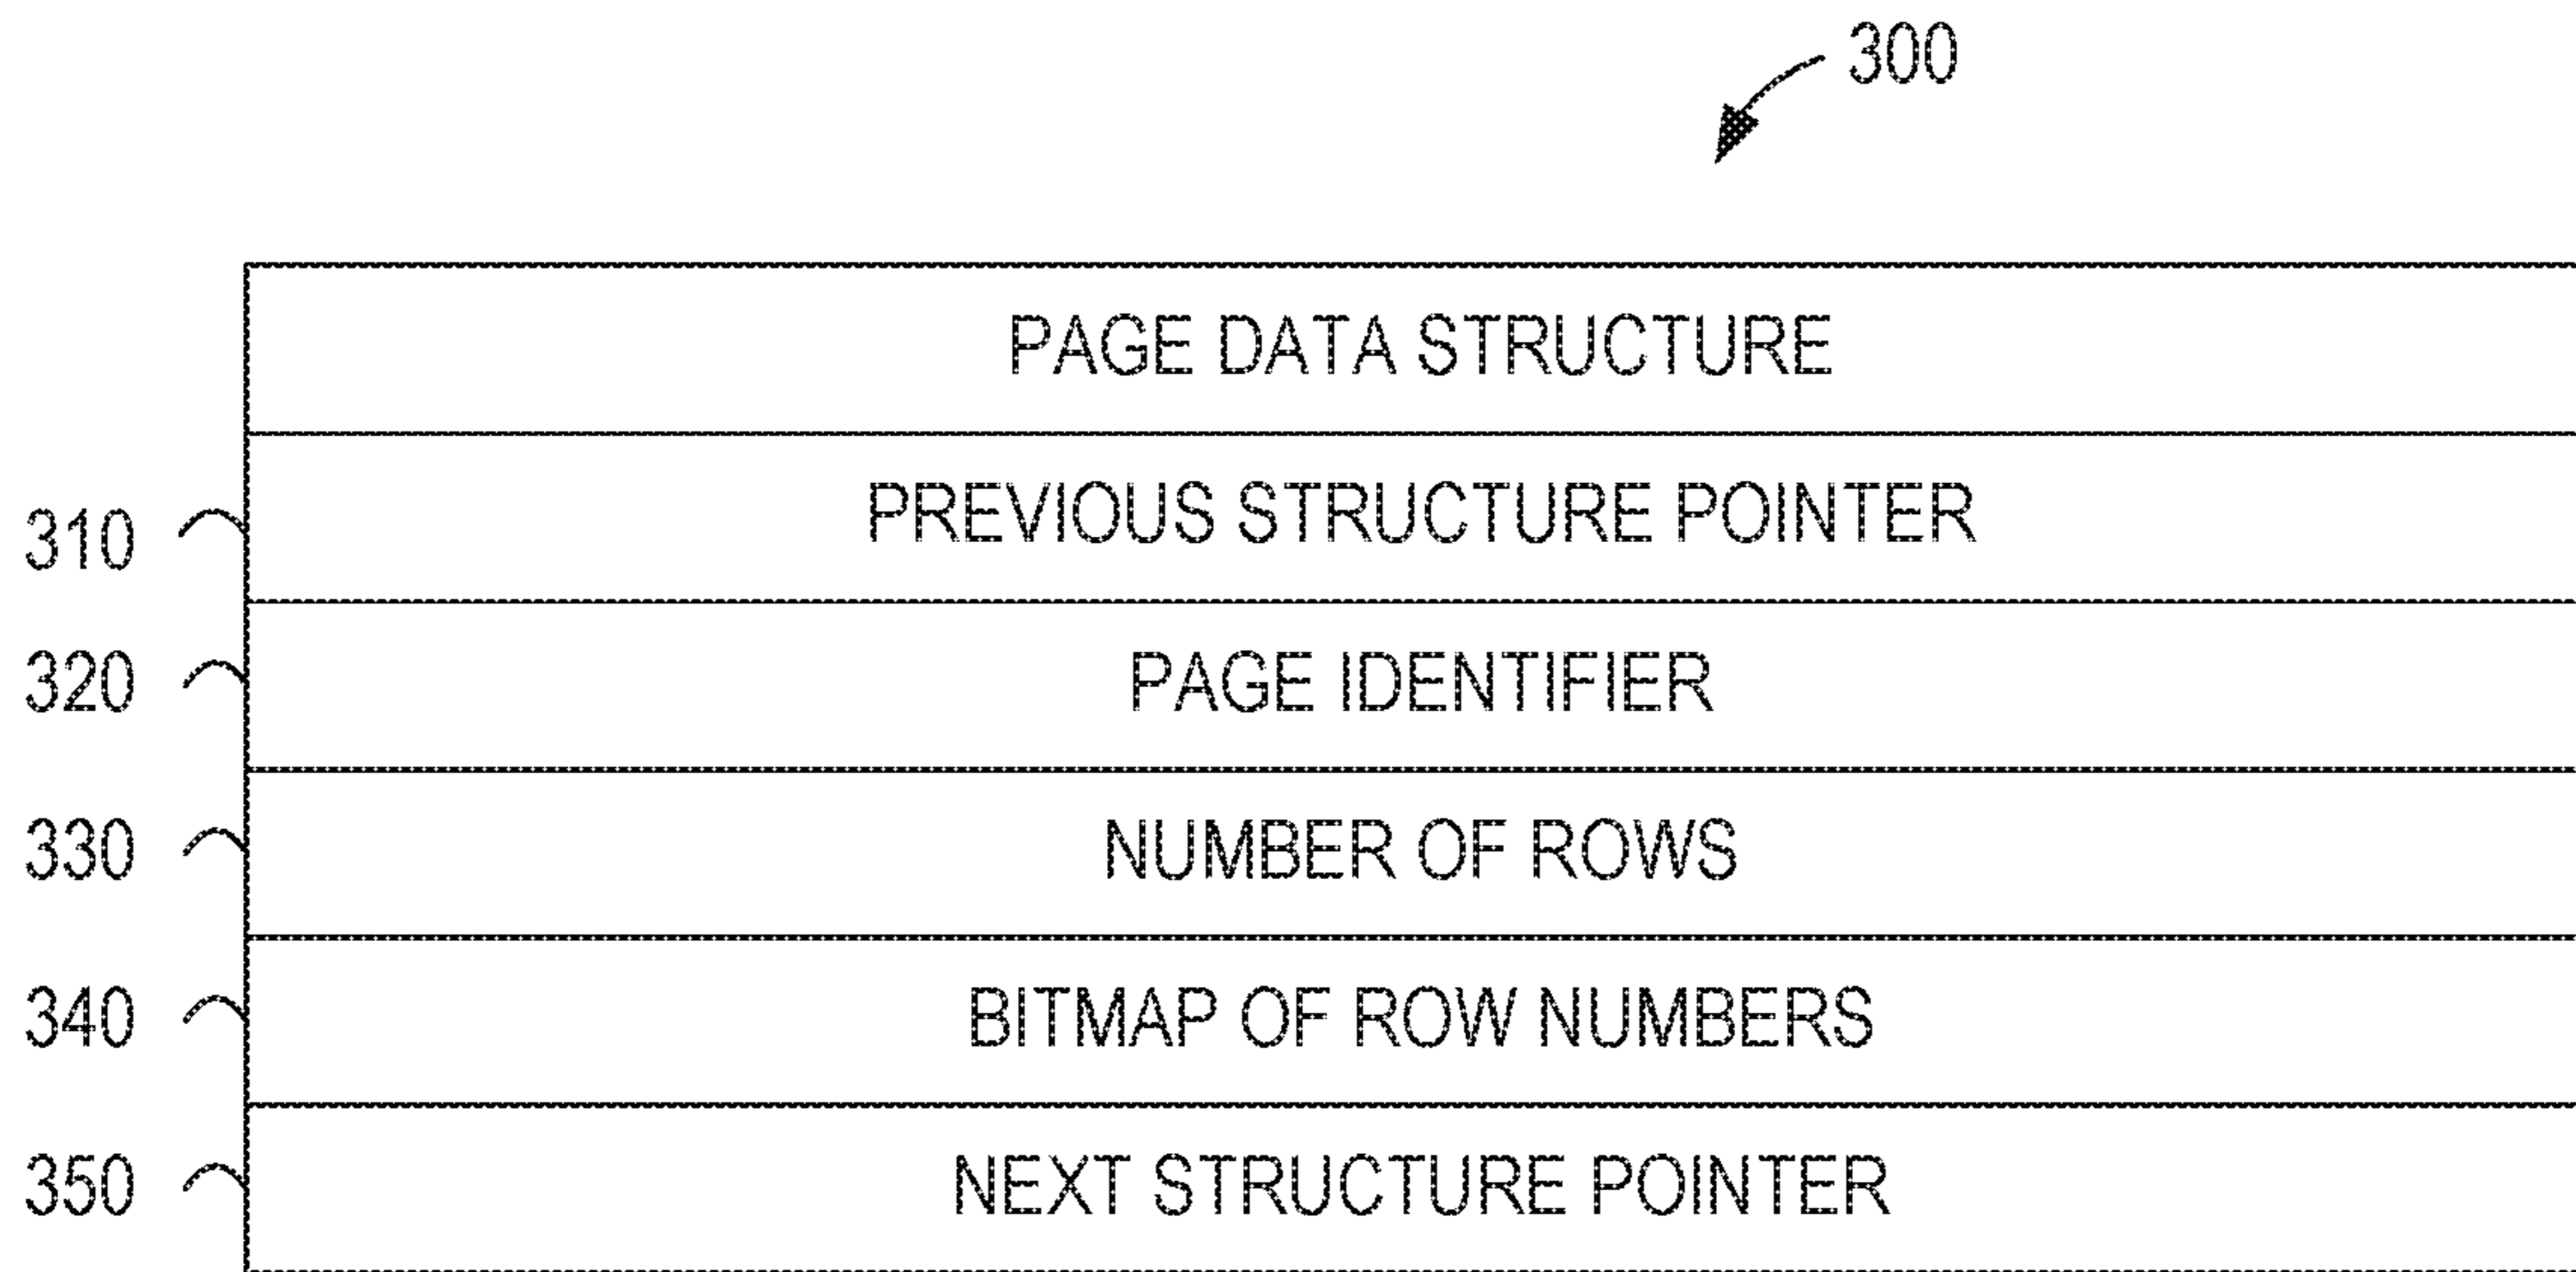 300
PAGE DATA STRUCTURE
310 PREVIOUS STRUCTURE POINTER
320 PAGE IDENTIFIER
330 NUMBER OF ROWS
340 BITMAP OF ROW NUMBERS
350 NEXT STRUCTURE POINTER